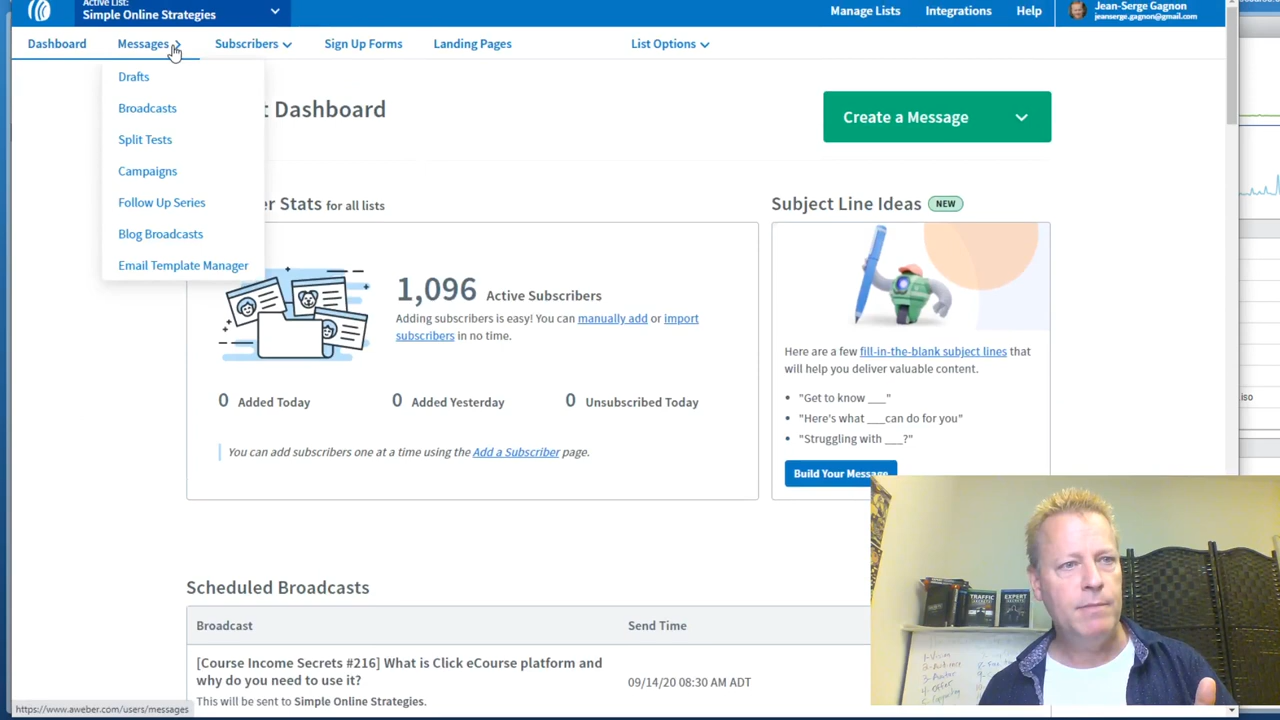 Active List:
Simple Online Strategies
Manage Lists
Integrations
Help
Jean-Serge Gagnon
jeanserge.gagnon@gmail.com
Dashboard
Messages
Subscribers
Sign Up Forms
Landing Pages
List Options
Drafts
Broadcasts
Split Tests
Campaigns
Follow Up Series
Blog Broadcasts
Email Template Manager
t Dashboard
Create a Message
er Stats for all lists
1,096 Active Subscribers
Adding subscribers is easy! You can manually add or import
subscribers in no time.
0 Added Today
0 Added Yesterday
0 Unsubscribed Today
You can add subscribers one at a time using the Add a Subscriber page.
Subject Line Ideas NEW
Here are a few fill-in-the-blank subject lines that
will help you deliver valuable content.
• "Get to know ___"
• "Here's what ___can do for you"
• "Struggling with ___?"
Build Your Message
iso
Scheduled Broadcasts
Broadcast
Send Time
[Course Income Secrets #216] What is Click eCourse platform and
why do you need to use it?
09/14/20 08:30 AM ADT
This will be sent to Simple Online Strategies.
https://www.aweber.com/users/messages
TRAFFIC
SECRETS
EXPERT
SECRETS